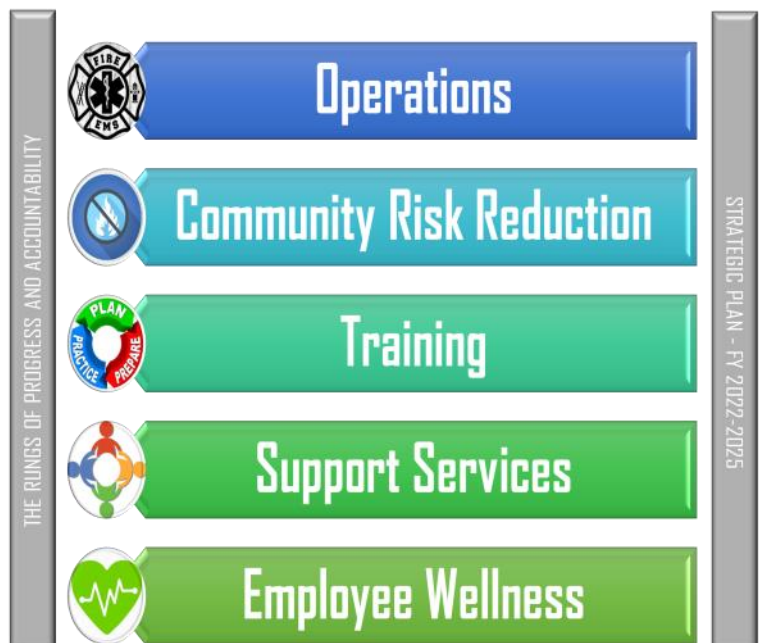 THE RUNGS OF PROGRESS AND ACCOUNTABILITY
FIRE
EMS
Operations
Community Risk Reduction
PLAN
PRACTICE
PREPARE
Training
Support Services
Employee Wellness
STRATEGIC PLAN - FY 2022-2025